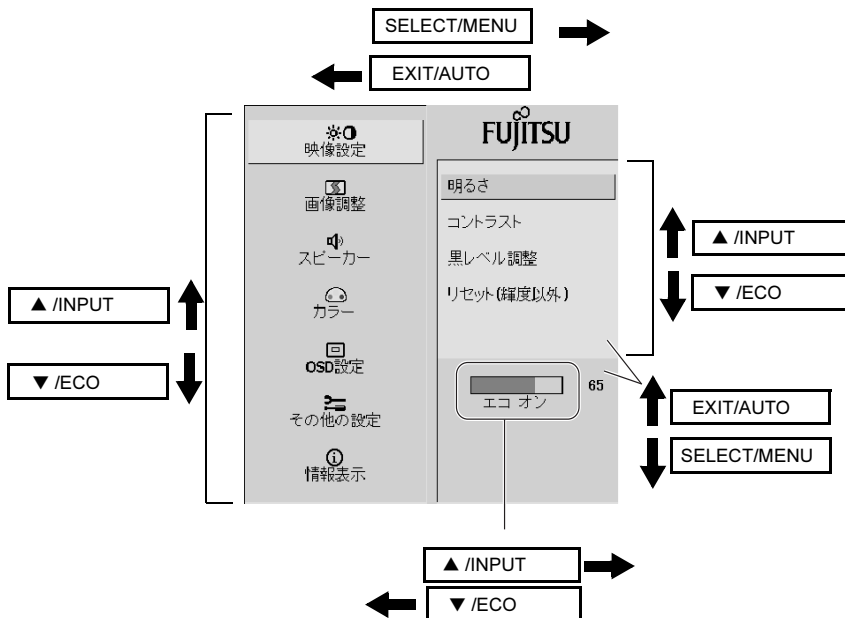 SELECT/MENU
EXIT/AUTO
映像設定
画像調整
スピーカー
カラー
OSD設定
その他の設定
情報表示
FUJITSU
明るさ
コントラスト
黒レベル調整
リセット(輝度以外)
65
エコ オン
▲ /INPUT
▼ /ECO
▲ /INPUT
▼ /ECO
EXIT/AUTO
SELECT/MENU
▲ /INPUT
▼ /ECO